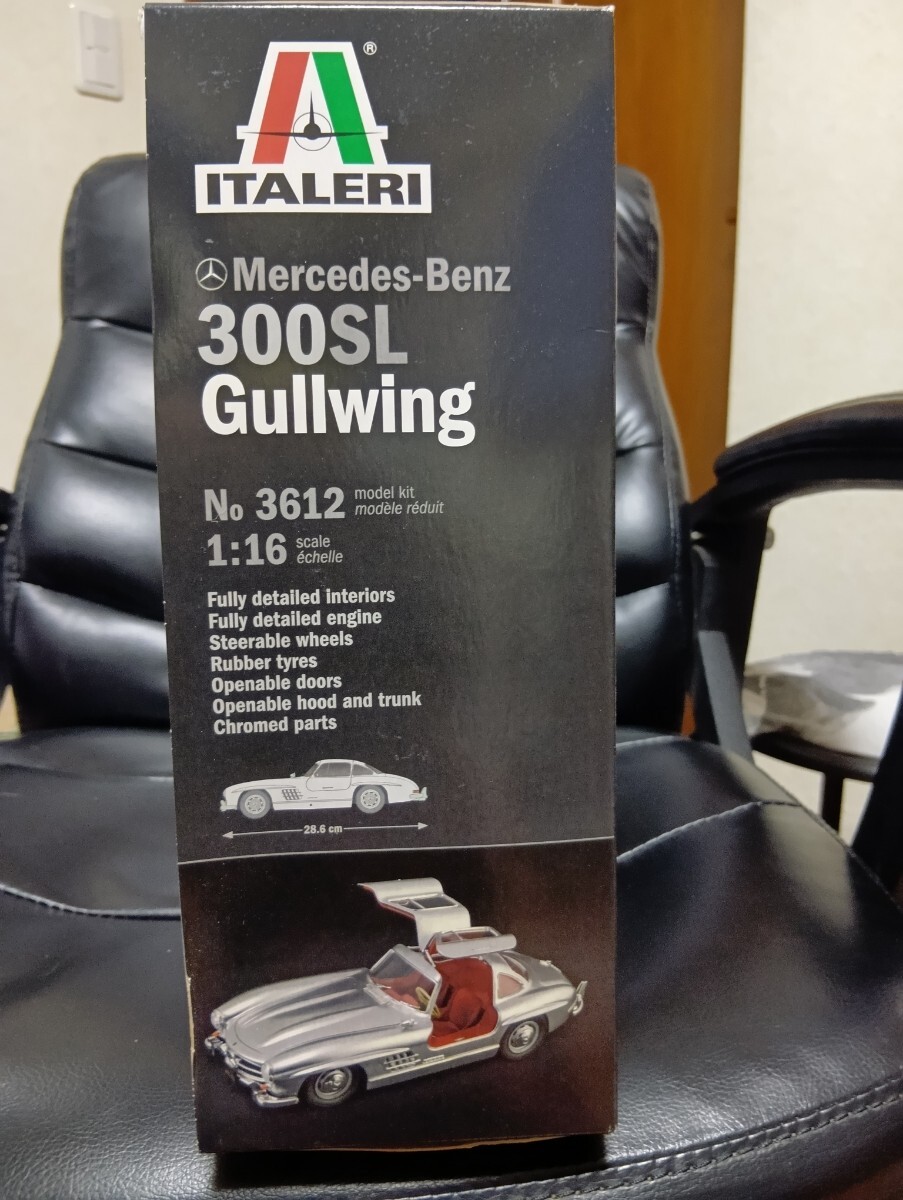 ®
ITALERI
Mercedes-Benz
300SL
Gullwing
No 3612 model kit
modèle réduit
1:16 scale
échelle
Fully detailed interiors
Fully detailed engine
Steerable wheels
Rubber tyres
Openable doors
Openable hood and trunk
Chromed parts
28.6 cm